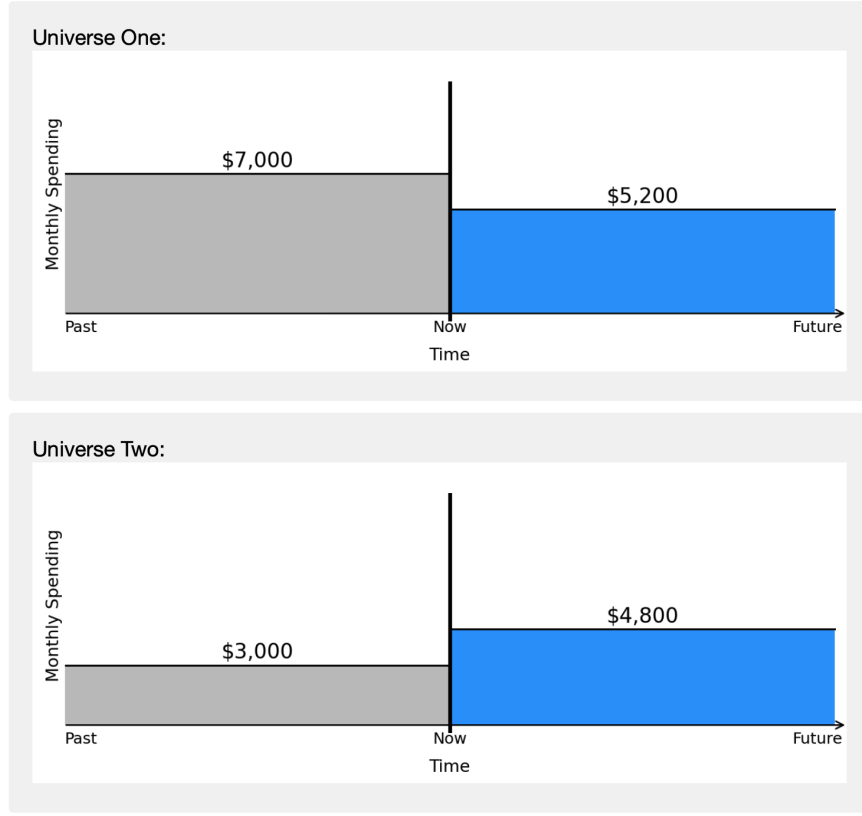 Universe One:
Monthly Spending
$7,000
$5,200
Past
Now
Future
Time
Universe Two:
Monthly Spending
$3,000
$4,800
Past
Now
Future
Time